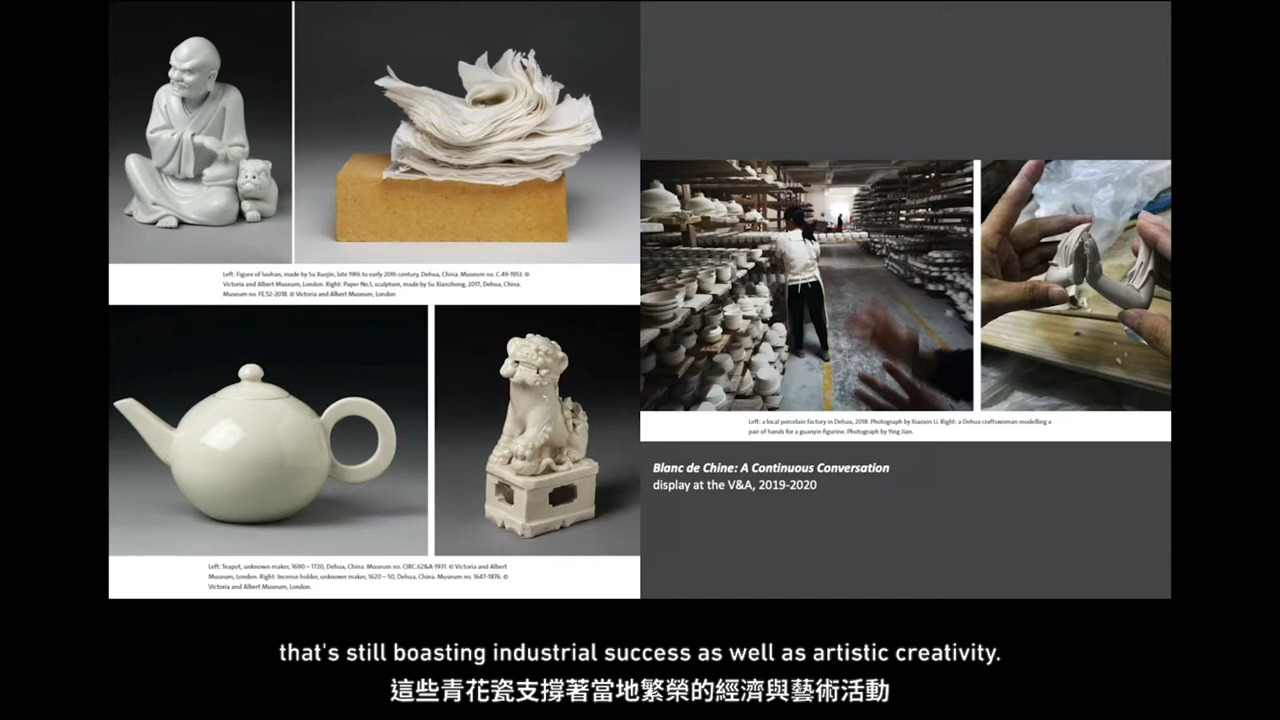 Left: Figure of luohan, made by Su Xuejin, late 19th to early 20th century, Dehua, China. Museum no. C.49-1953. ©
Victoria and Albert Museum, London. Right: Paper No.1, sculpture, made by Su Xianzhong, 2017, Dehua, China.
Museum no. FE.52-2018. © Victoria and Albert Museum, London
Left: Teapot, unknown maker, 1690 – 1720, Dehua, China. Museum no. CIRC.62&A-1931. © Victoria and Albert
Museum, London. Right: Incense holder, unknown maker, 1620 – 50, Dehua, China. Museum no. 1647-1876. ©
Victoria and Albert Museum, London.
Left: a local porcelain factory in Dehua, 2018. Photograph by Xiaoxin Li. Right: a Dehua craftswoman modelling a
pair of hands for a guanyin figurine. Photograph by Ying Jian.
Blanc de Chine: A Continuous Conversation
display at the V&A, 2019-2020
that's still boasting industrial success as well as artistic creativity.
這些青花瓷支撐著當地繁榮的經濟與藝術活動